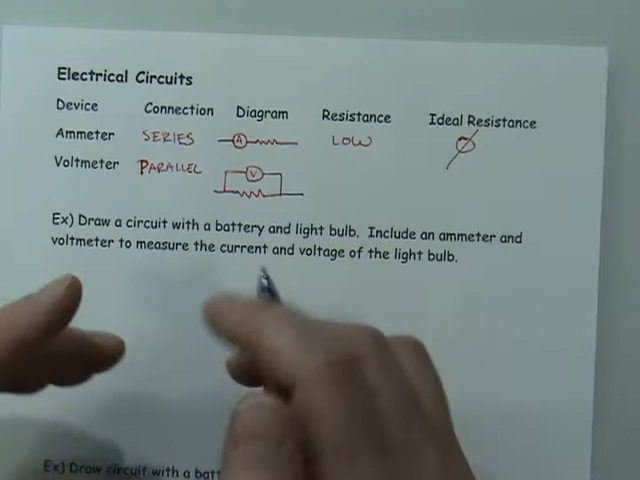 Electrical Circuits
Device Connection Diagram Resistance Ideal Resistance
Ammeter SERIES A LOW Ø
Voltmeter PARALLEL V
Ex) Draw a circuit with a battery and light bulb. Include an ammeter and
voltmeter to measure the current and voltage of the light bulb.
Ex) Draw circuit with a